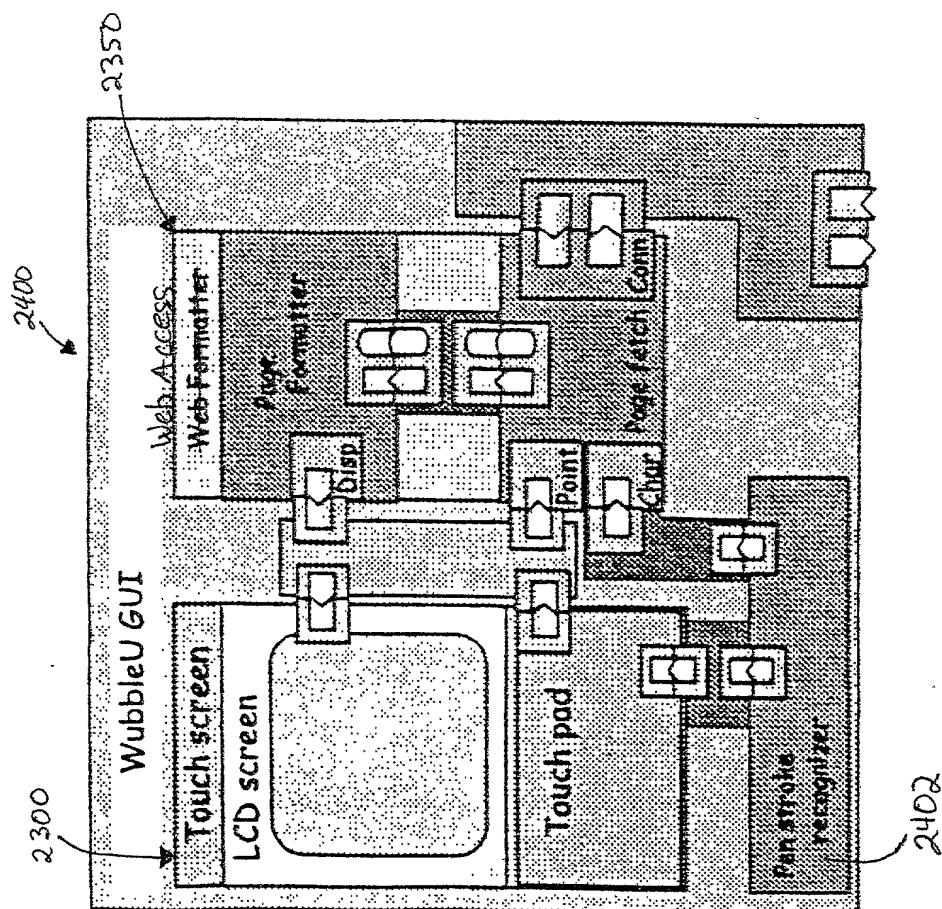 2400
2350
2300
WubbleU GUI
Web Access
Web Formatter
Touch screen
LCD screen
Page
Formatter
Disp
Point
Char
Conn
Page fetch
Touch pad
Pen stroke
recognizer
2402